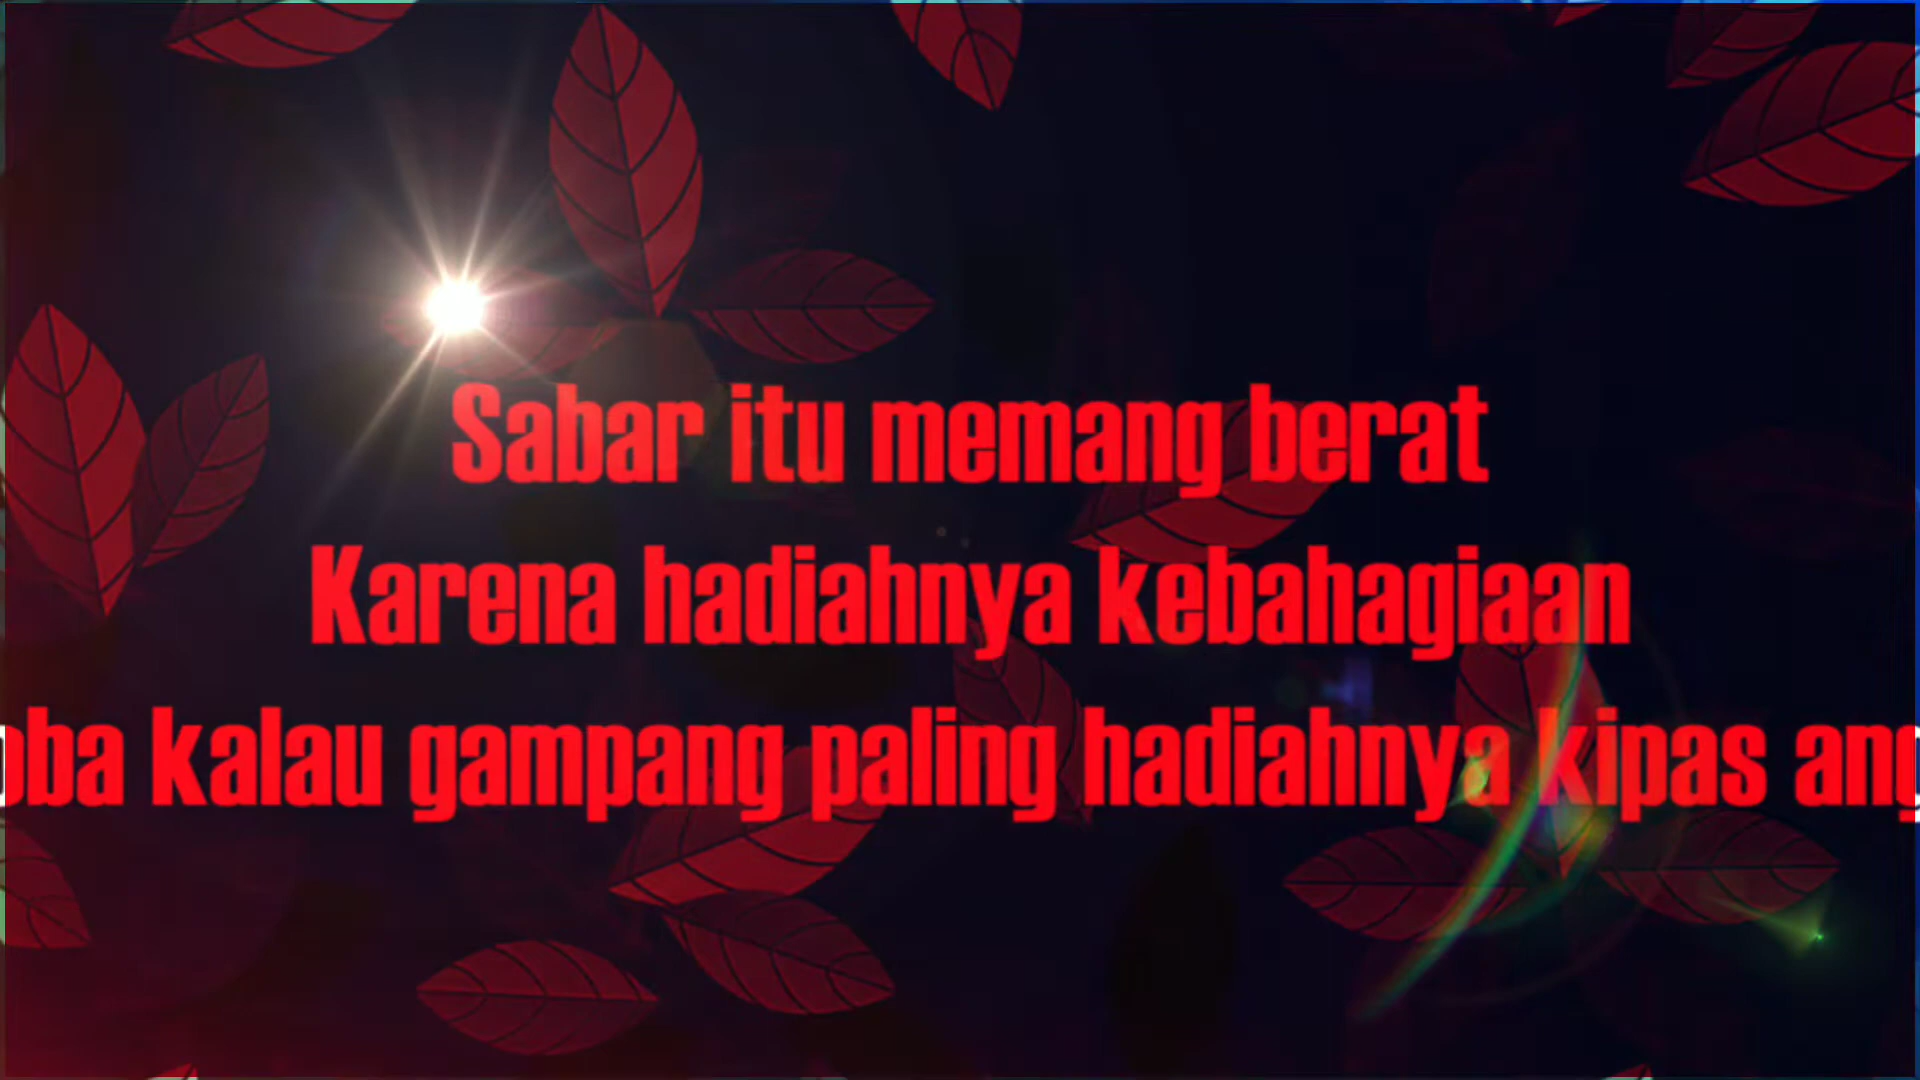 Sabar itu memang berat
Karena hadiahnya kebahagiaan
kalau gampang paling hadiahnya kipas